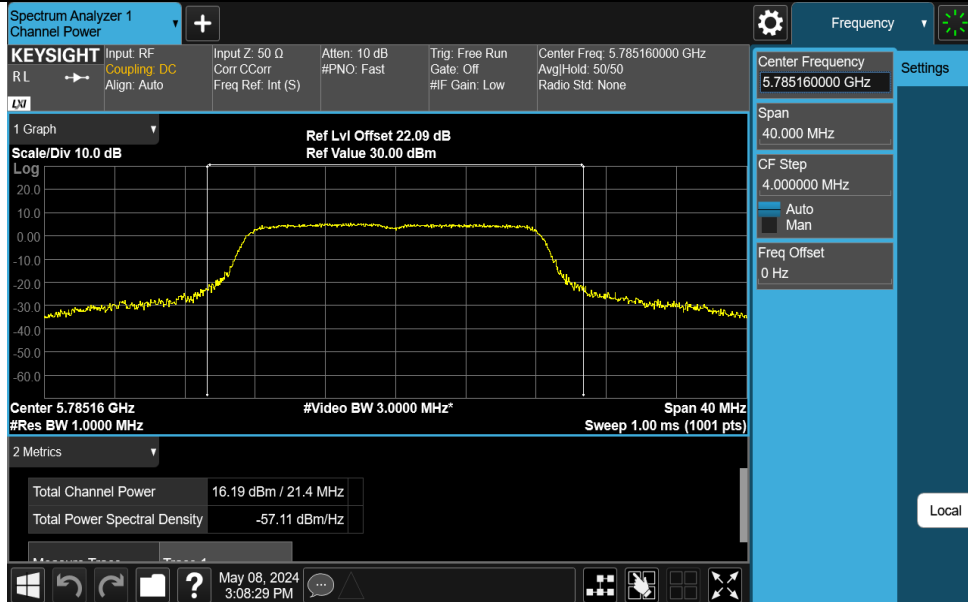 Spectrum Analyzer 1
Channel Power
+
Frequency
KEYSIGHT
R L
LXI
Input: RF
Coupling: DC
Align: Auto
Input Z: 50 Ω
Corr CCorr
Freq Ref: Int (S)
Atten: 10 dB
#PNO: Fast
Trig: Free Run
Gate: Off
#IF Gain: Low
Center Freq: 5.785160000 GHz
Avg|Hold: 50/50
Radio Std: None
Center Frequency
5.785160000 GHz
Settings
Span
40.000 MHz
CF Step
4.000000 MHz
Auto
Man
Freq Offset
0 Hz
Local
1 Graph
Scale/Div 10.0 dB
Ref Lvl Offset 22.09 dB
Ref Value 30.00 dBm
Log
20.0
10.0
0.00
-10.0
-20.0
-30.0
-40.0
-50.0
-60.0
Center 5.78516 GHz
#Video BW 3.0000 MHz*
Span 40 MHz
#Res BW 1.0000 MHz
Sweep 1.00 ms (1001 pts)
2 Metrics
Total Channel Power 16.19 dBm / 21.4 MHz
Total Power Spectral Density -57.11 dBm/Hz
?
May 08, 2024
3:08:29 PM